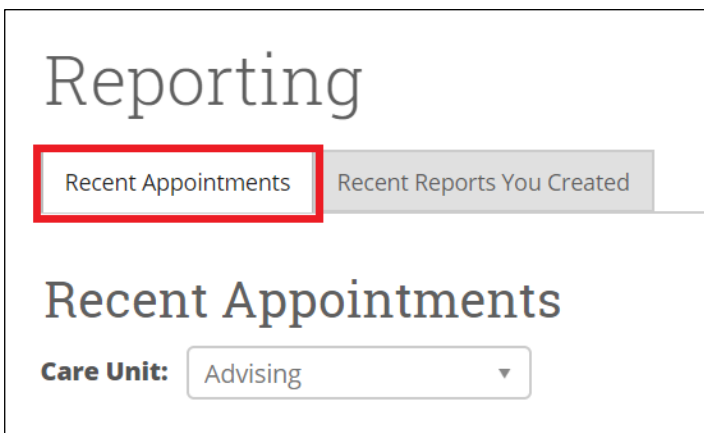 Reporting
Recent Appointments Recent Reports You Created
Recent Appointments
Care Unit: Advising